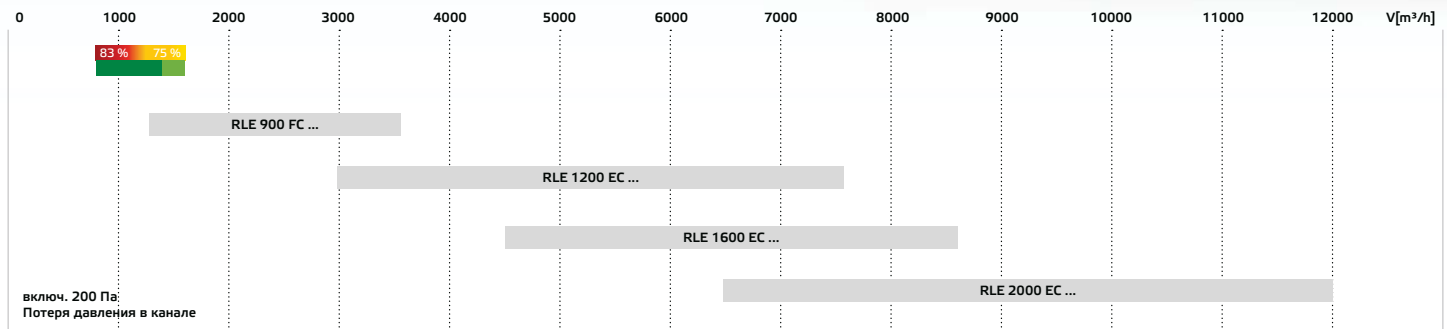 0 1000 2000 3000 4000 5000 6000 7000 8000 9000 10000 11000 12000 V[m³/h]
83 % 75 %
RLE 900 FC ...
RLE 1200 EC ...
RLE 1600 EC ...
RLE 2000 EC ...
включ. 200 Па
Потеря давления в канале